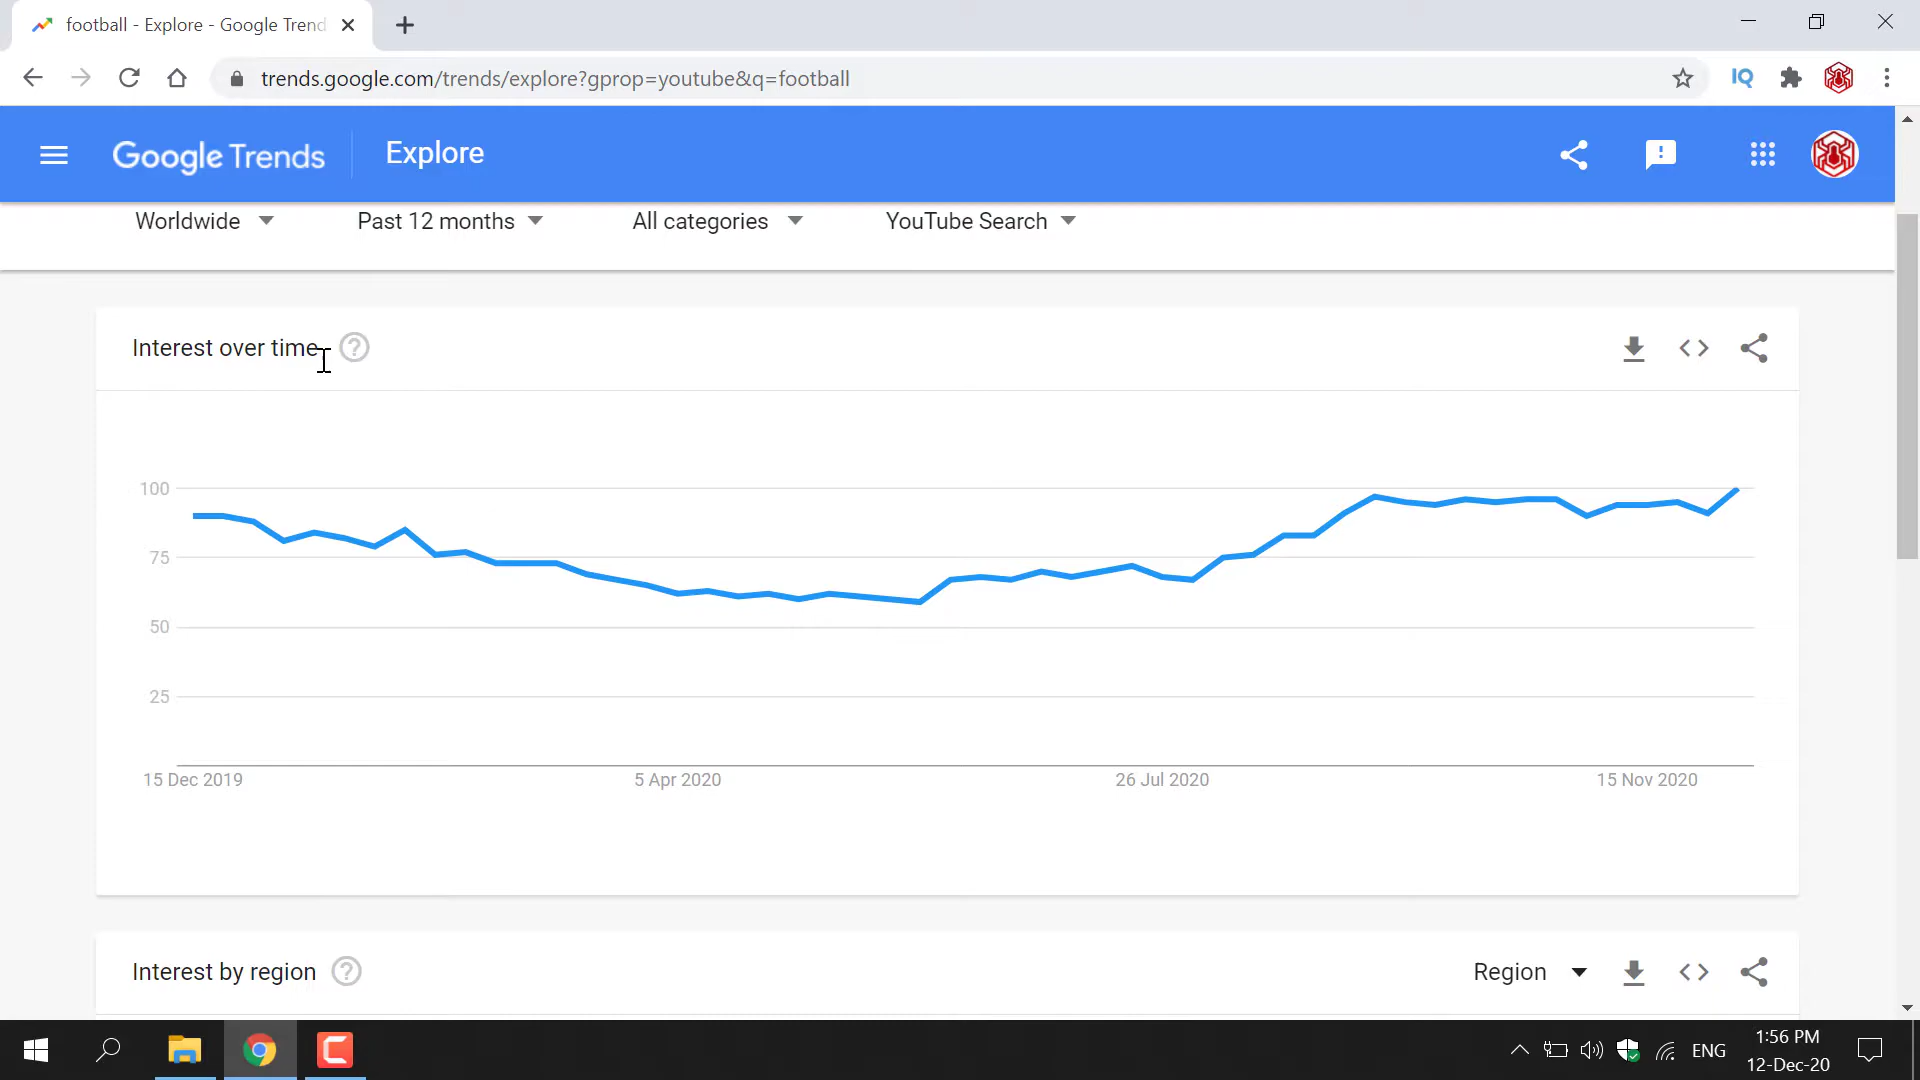 football - Explore - Google Trend
trends.google.com/trends/explore?gprop=youtube&q=football
IQ
Google Trends
Explore
Worldwide
Past 12 months
All categories
YouTube Search
Interest over time
100
75
50
25
15 Dec 2019
5 Apr 2020
26 Jul 2020
15 Nov 2020
Interest by region
Region
ENG
1:56 PM
12-Dec-20